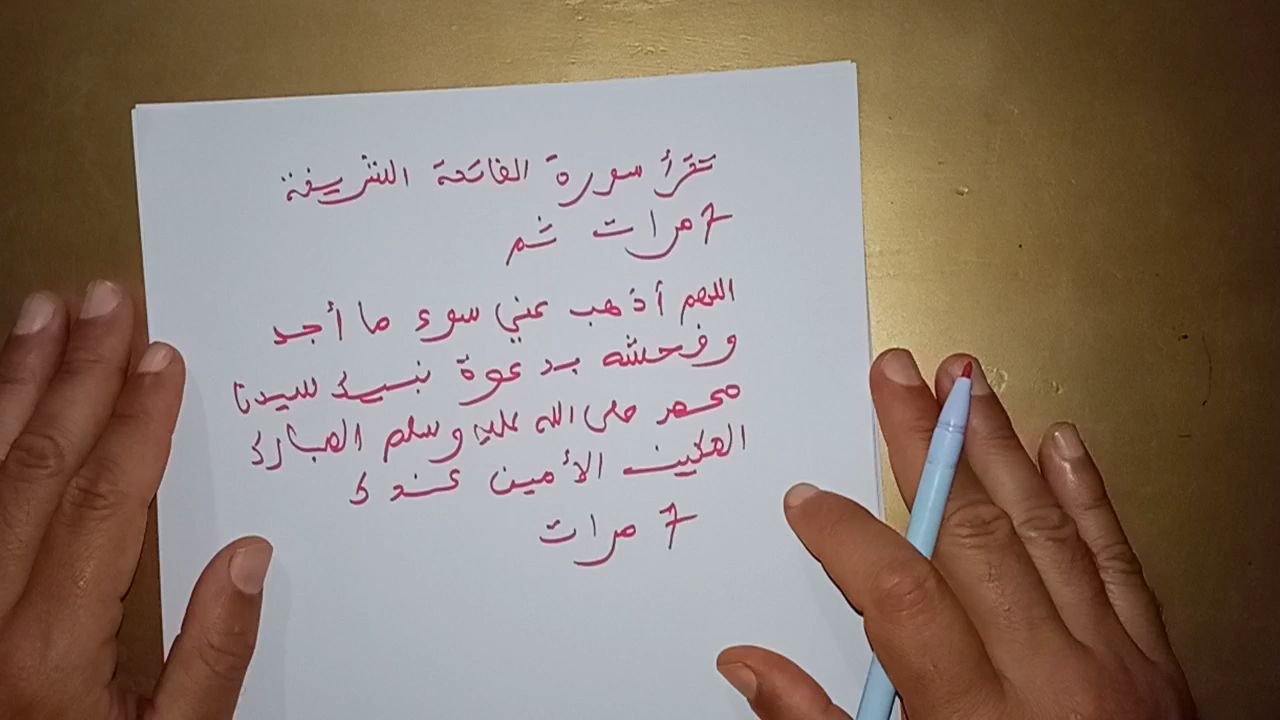 تقرأ سورة الفاتحة الشريفة
7 مرات ثم
اللهم أذهب عني سوء ما أجد
وفحشه بدعوة نبيك سيدنا
محمد صلى الله عليه وسلم المبارك
المكين الأمين عندك
7 مرات